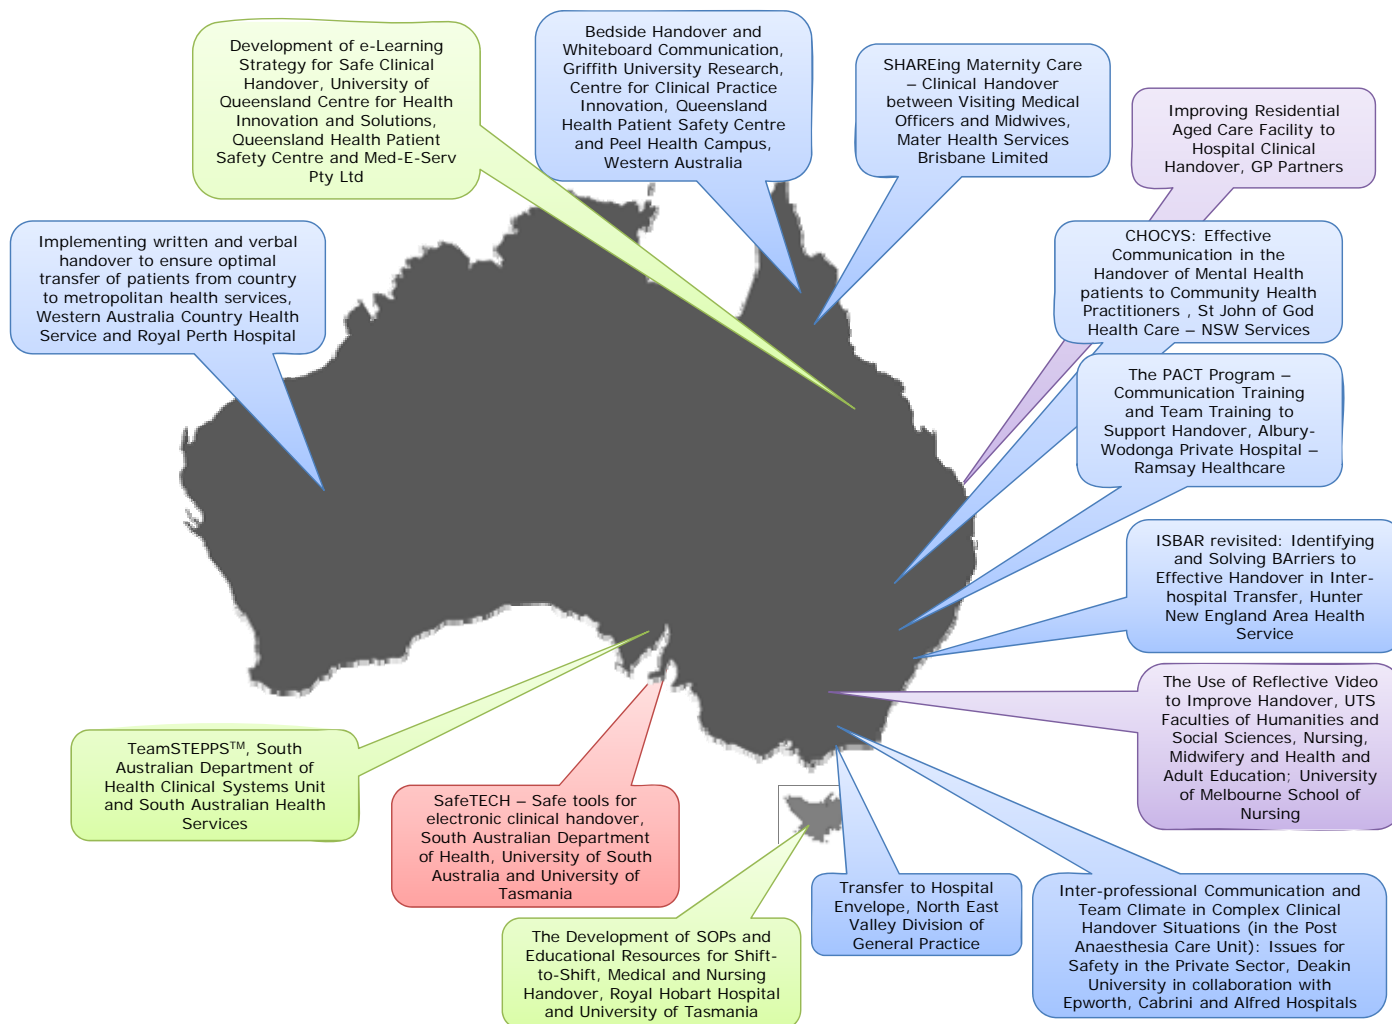 Development of e-Learning
Strategy for Safe Clinical
Handover, University of
Queensland Centre for Health
Innovation and Solutions,
Queensland Health Patient
Safety Centre and Med-E-Serv
Pty Ltd
Bedside Handover and
Whiteboard Communication,
Griffith University Research,
Centre for Clinical Practice
Innovation, Queensland
Health Patient Safety Centre
and Peel Health Campus,
Western Australia
SHAREing Maternity Care
– Clinical Handover
between Visiting Medical
Officers and Midwives,
Mater Health Services
Brisbane Limited
Improving Residential
Aged Care Facility to
Hospital Clinical
Handover, GP Partners
Implementing written and verbal
handover to ensure optimal
transfer of patients from country
to metropolitan health services,
Western Australia Country Health
Service and Royal Perth Hospital
CHOCYS: Effective
Communication in the
Handover of Mental Health
patients to Community Health
Practitioners , St John of God
Health Care – NSW Services
The PACT Program –
Communication Training
and Team Training to
Support Handover, Albury-
Wodonga Private Hospital –
Ramsay Healthcare
ISBAR revisited: Identifying
and Solving BArriers to
Effective Handover in Inter-
hospital Transfer, Hunter
New England Area Health
Service
The Use of Reflective Video
to Improve Handover, UTS
Faculties of Humanities and
Social Sciences, Nursing,
Midwifery and Health and
Adult Education; University
of Melbourne School of
Nursing
TeamSTEPPS™, South
Australian Department of
Health Clinical Systems Unit
and South Australian Health
Services
SafeTECH – Safe tools for
electronic clinical handover,
South Australian Department
of Health, University of South
Australia and University of
Tasmania
The Development of SOPs and
Educational Resources for Shift-
to-Shift, Medical and Nursing
Handover, Royal Hobart Hospital
and University of Tasmania
Transfer to Hospital
Envelope, North East
Valley Division of
General Practice
Inter-professional Communication and
Team Climate in Complex Clinical
Handover Situations (in the Post
Anaesthesia Care Unit): Issues for
Safety in the Private Sector, Deakin
University in collaboration with
Epworth, Cabrini and Alfred Hospitals